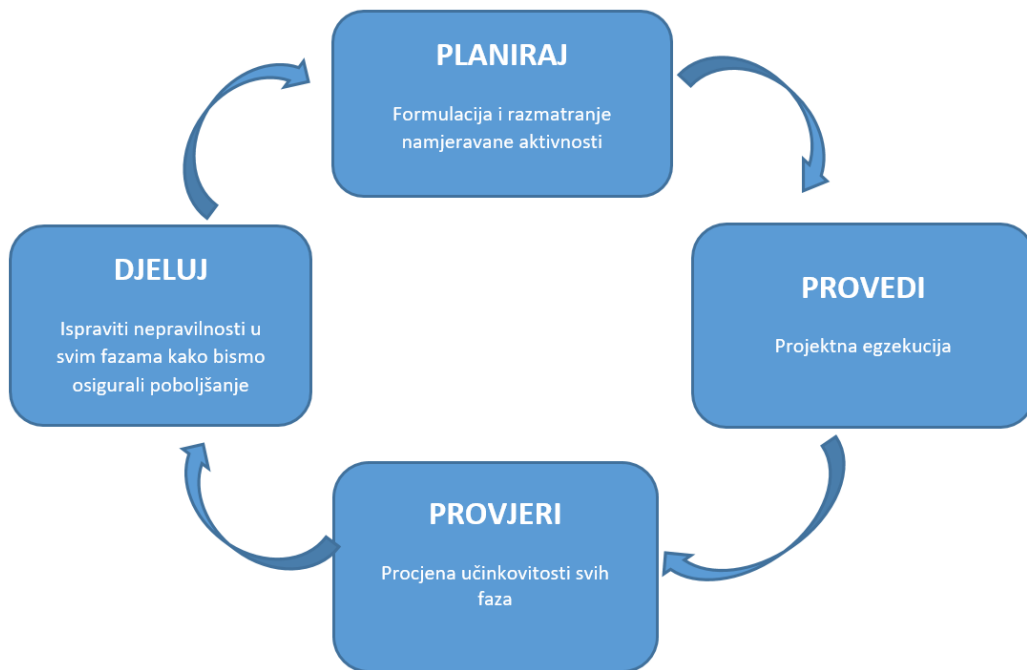 PLANIRAJ
Formulacija i razmatranje
namjeravane aktivnosti
PROVEDI
Projektna egzekucija
PROVJERI
Procjena učinkovitosti svih
faza
DJELUJ
Ispraviti nepravilnosti u
svim fazama kako bismo
osigurali poboljšanje